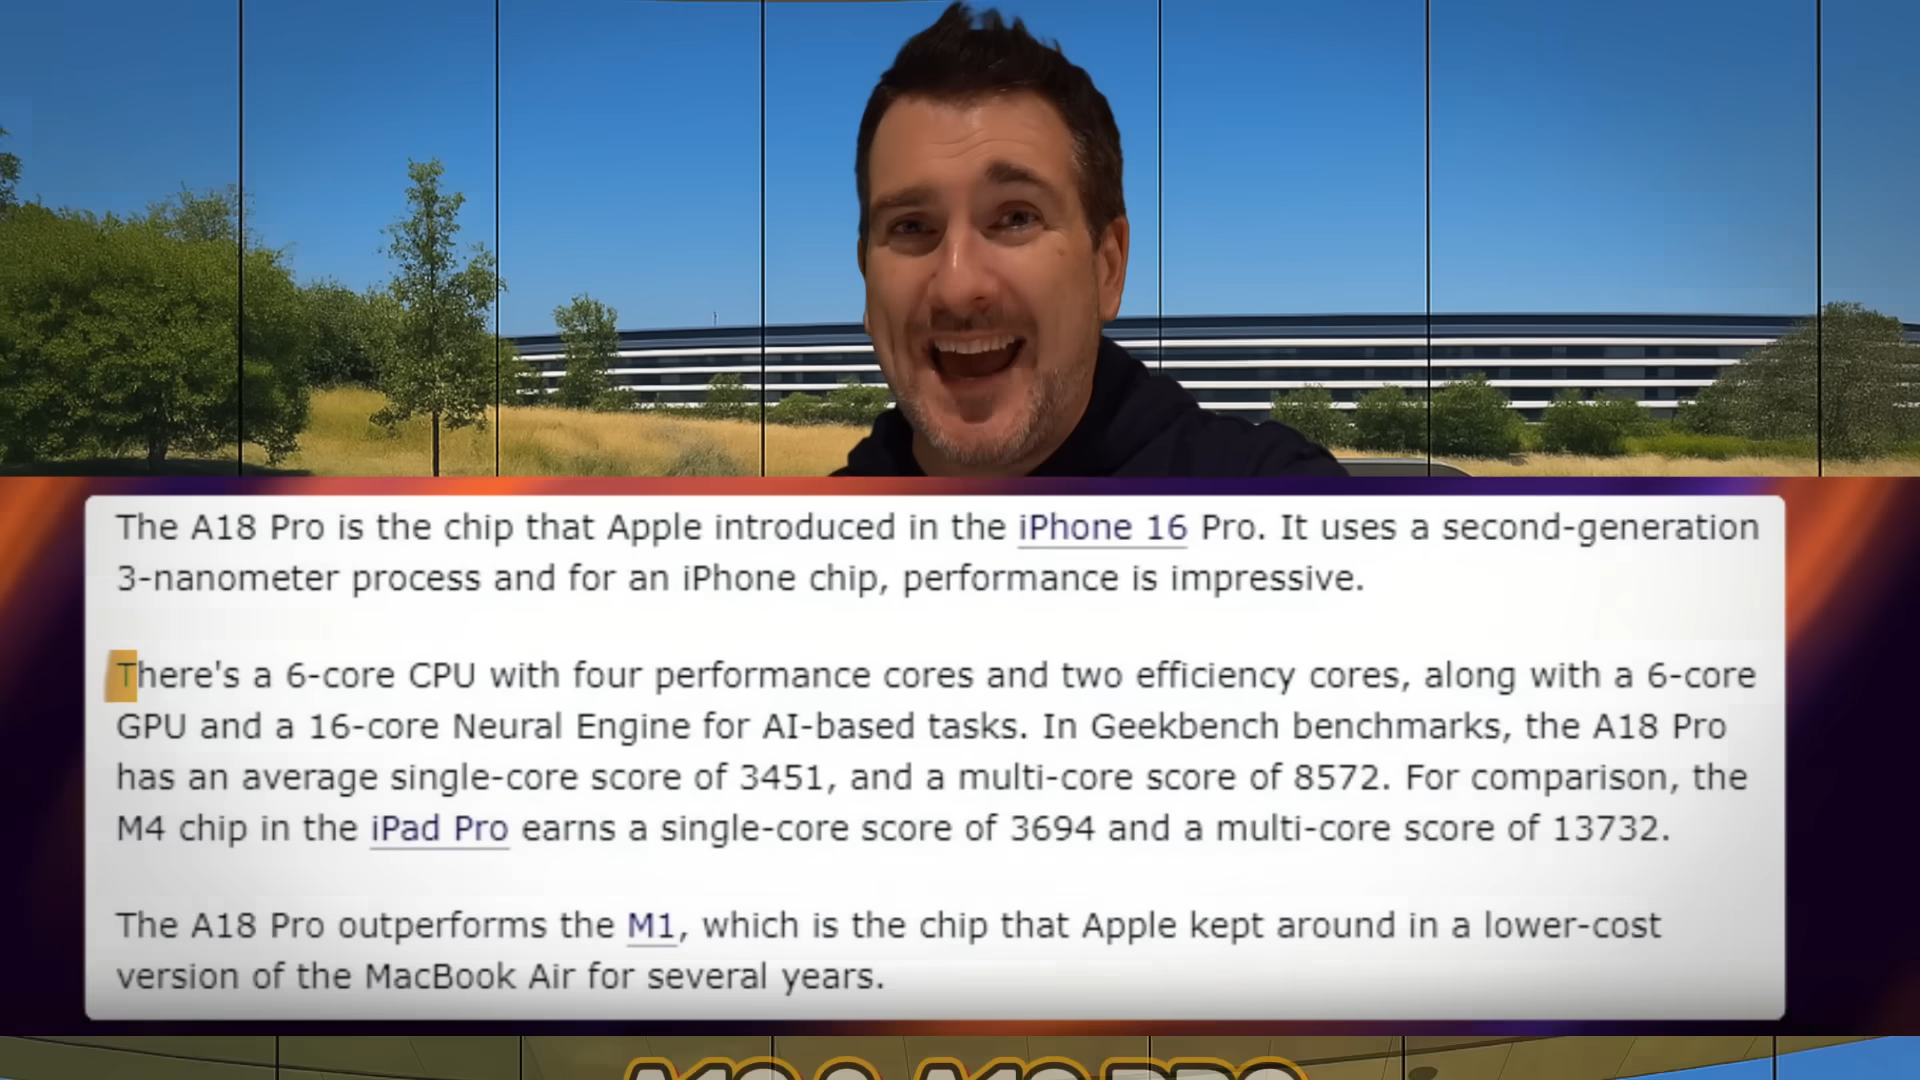 The A18 Pro is the chip that Apple introduced in the iPhone 16 Pro. It uses a second-generation
3-nanometer process and for an iPhone chip, performance is impressive.
There's a 6-core CPU with four performance cores and two efficiency cores, along with a 6-core
GPU and a 16-core Neural Engine for AI-based tasks. In Geekbench benchmarks, the A18 Pro
has an average single-core score of 3451, and a multi-core score of 8572. For comparison, the
M4 chip in the iPad Pro earns a single-core score of 3694 and a multi-core score of 13732.
The A18 Pro outperforms the M1, which is the chip that Apple kept around in a lower-cost
version of the MacBook Air for several years.